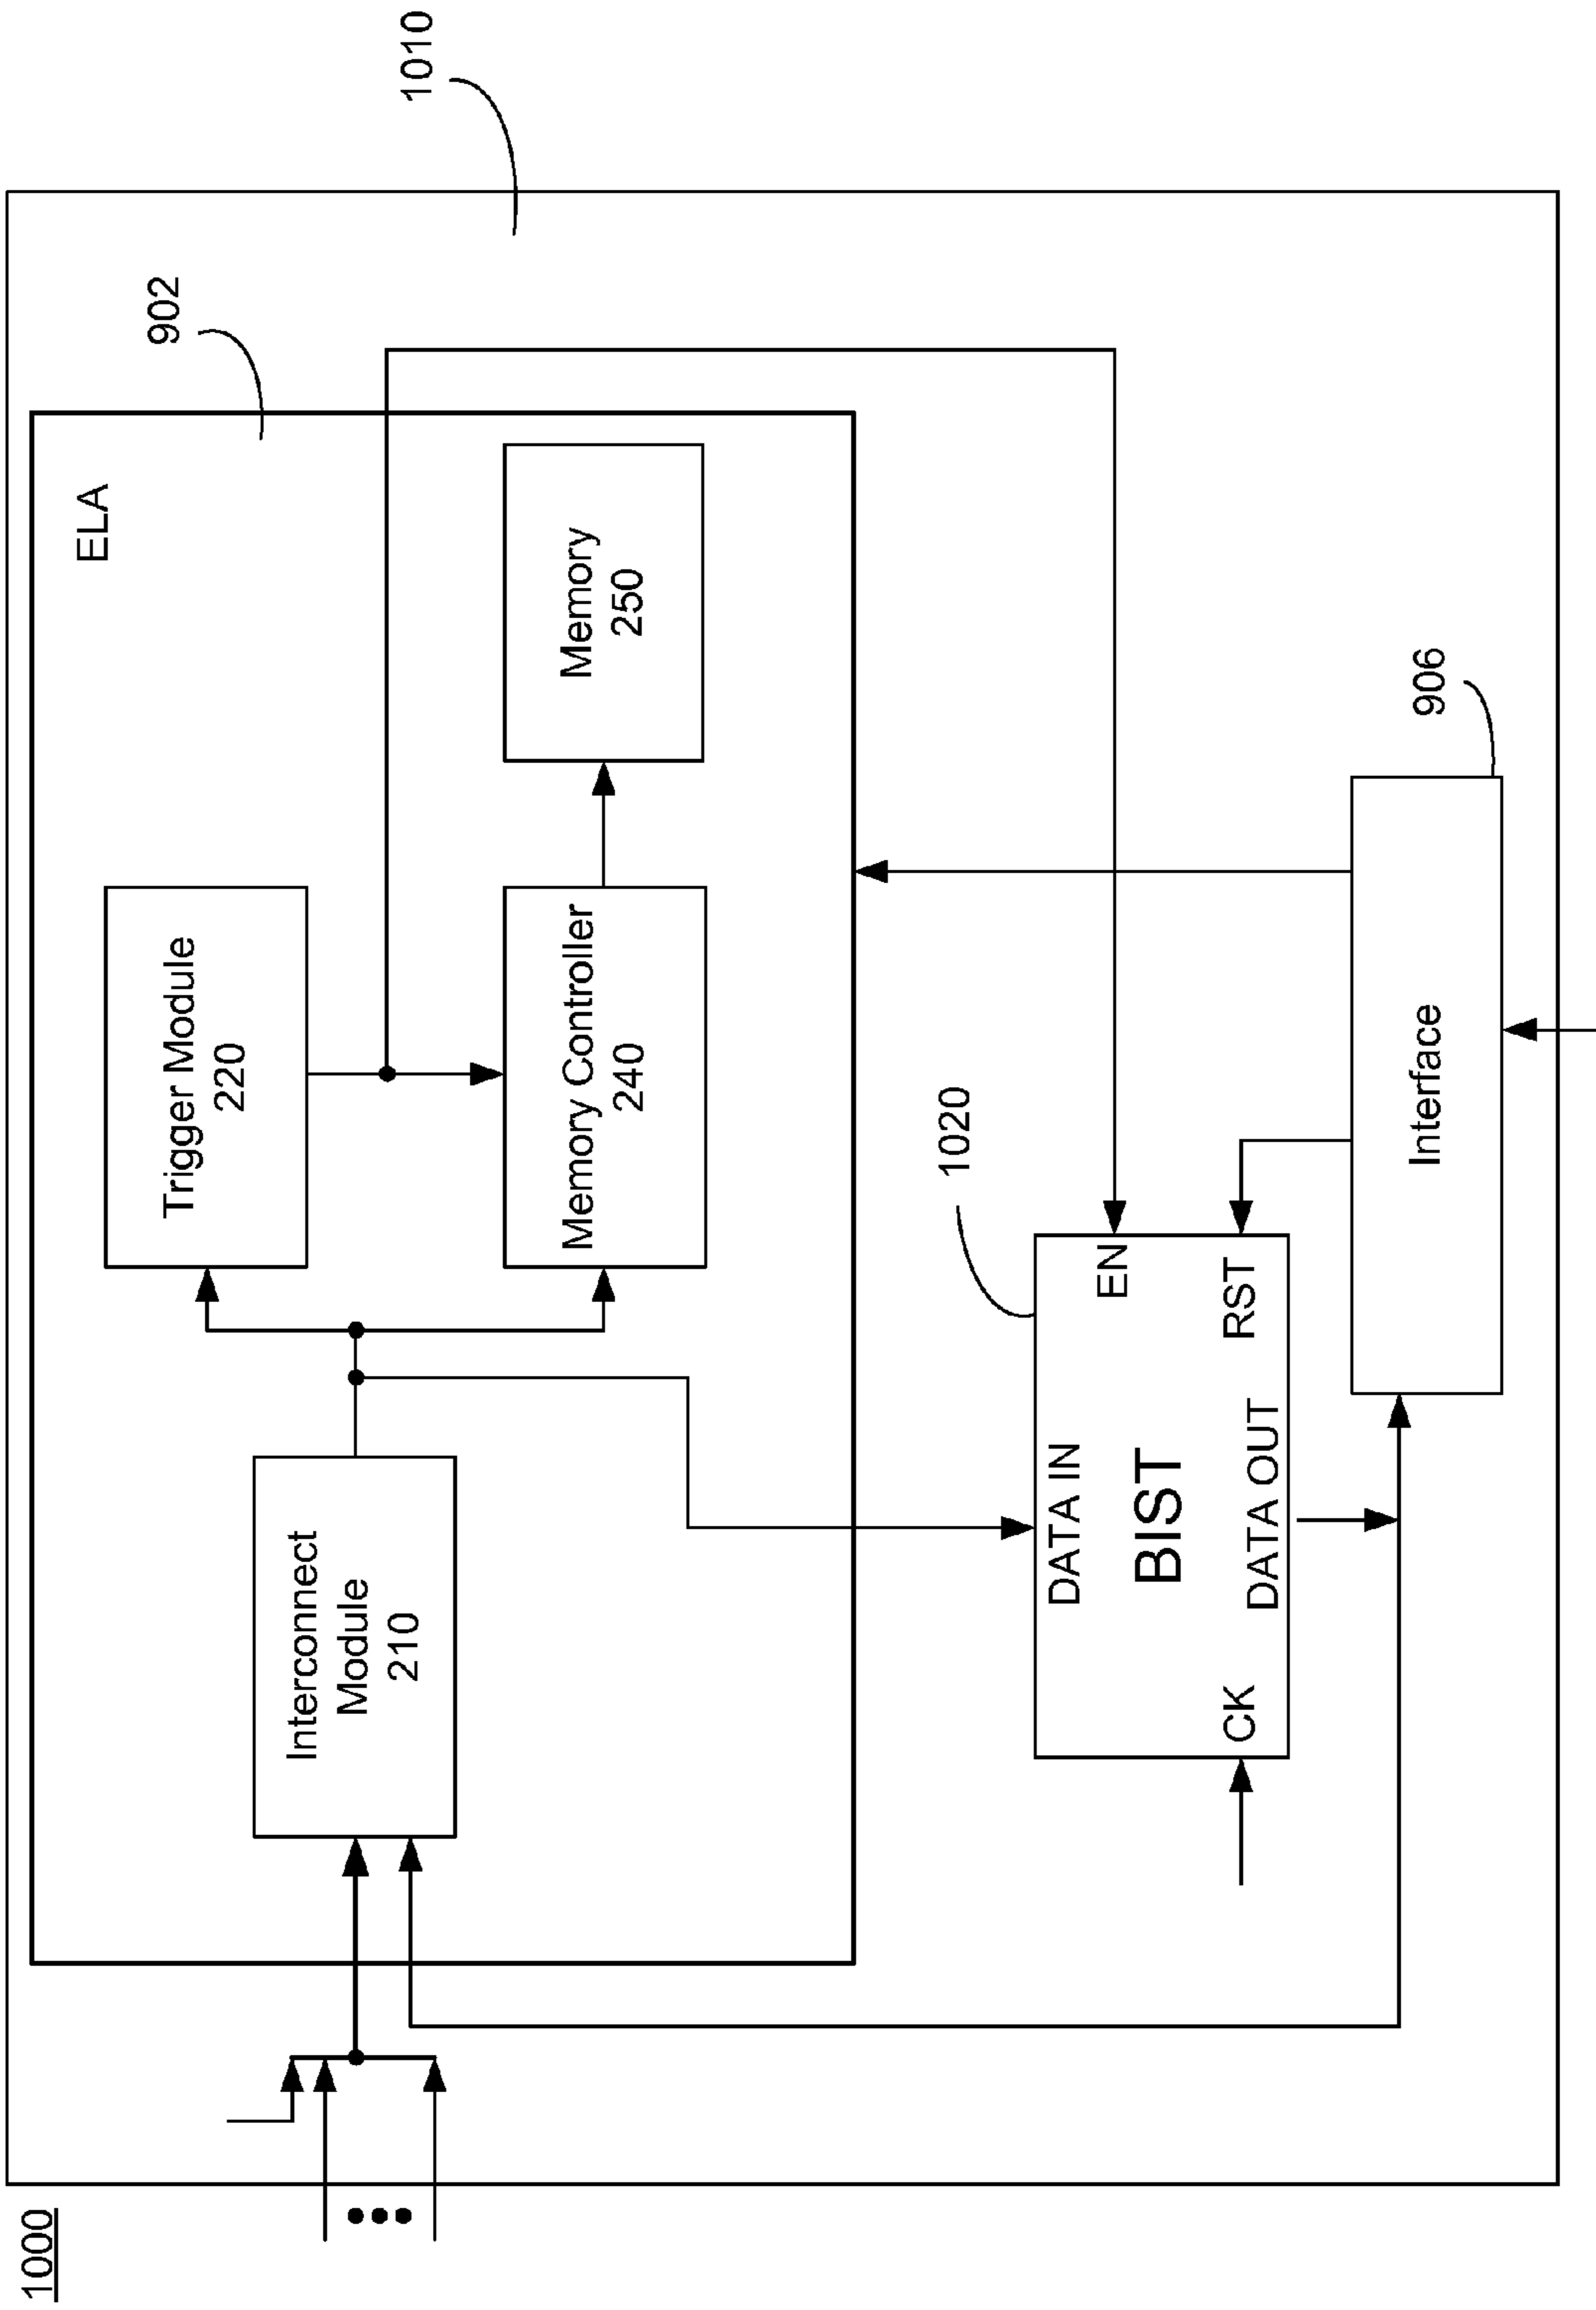 1000
1010
902
ELA
Trigger Module
220
Interconnect
Module
210
Memory Controller
240
Memory
250
1020
DATA IN
EN
BIST
CK
DATA OUT
RST
906
Interface